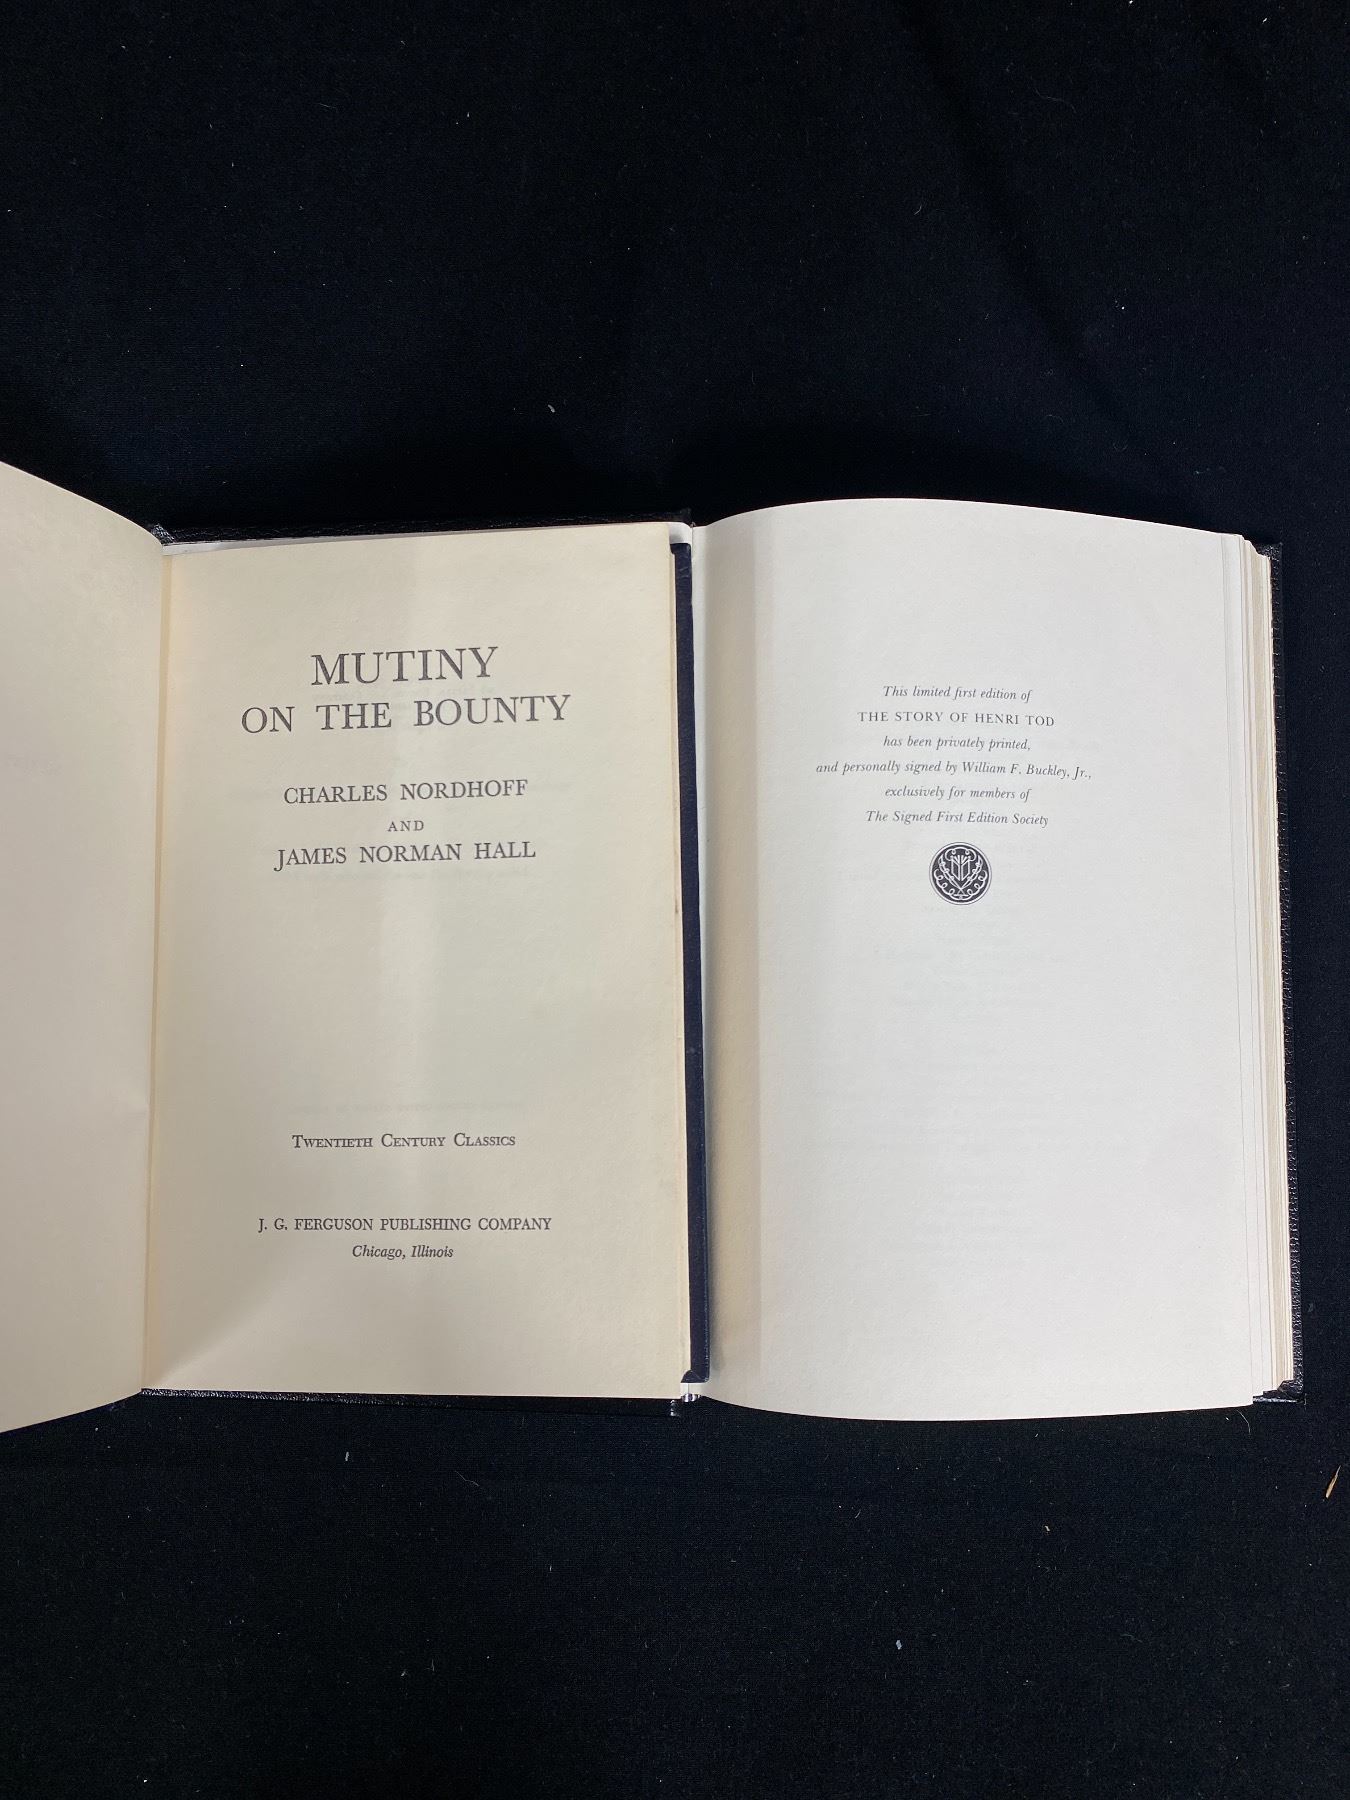 MUTINY
ON THE BOUNTY
CHARLES NORDHOFF
AND
JAMES NORMAN HALL
TWENTIETH CENTURY CLASSICS
J. G. FERGUSON PUBLISHING COMPANY
Chicago, Illinois
This limited first edition of
THE STORY OF HENRI TOD
has been privately printed,
and personally signed by William F. Buckley, Jr.,
exclusively for members of
The Signed First Edition Society